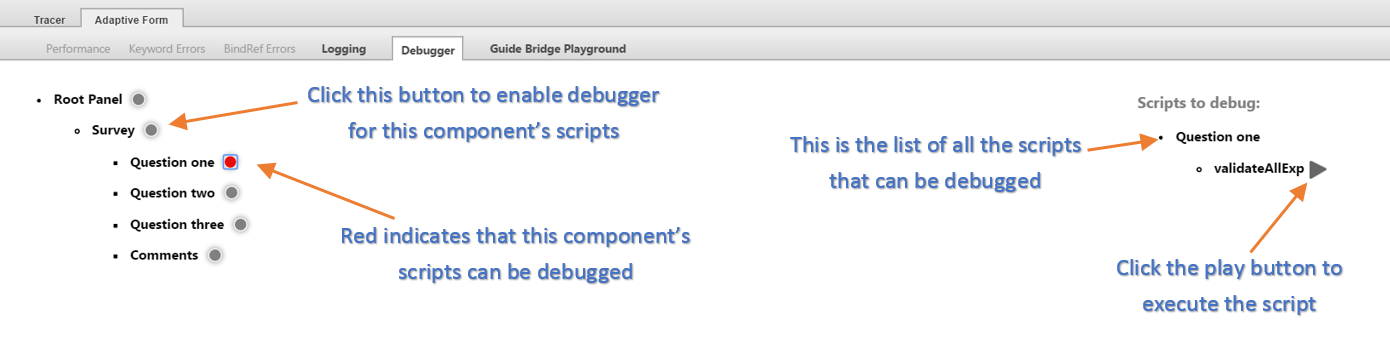 Tracer Adaptive Form
Performance Keyword Errors BindRef Errors Logging Debugger Guide Bridge Playground
Root Panel
Survey
Question one
Question two
Question three
Comments
Click this button to enable debugger
for this component’s scripts
Red indicates that this component’s
scripts can be debugged
This is the list of all the scripts
that can be debugged
Scripts to debug:
Question one
validateAllExp
Click the play button to
execute the script